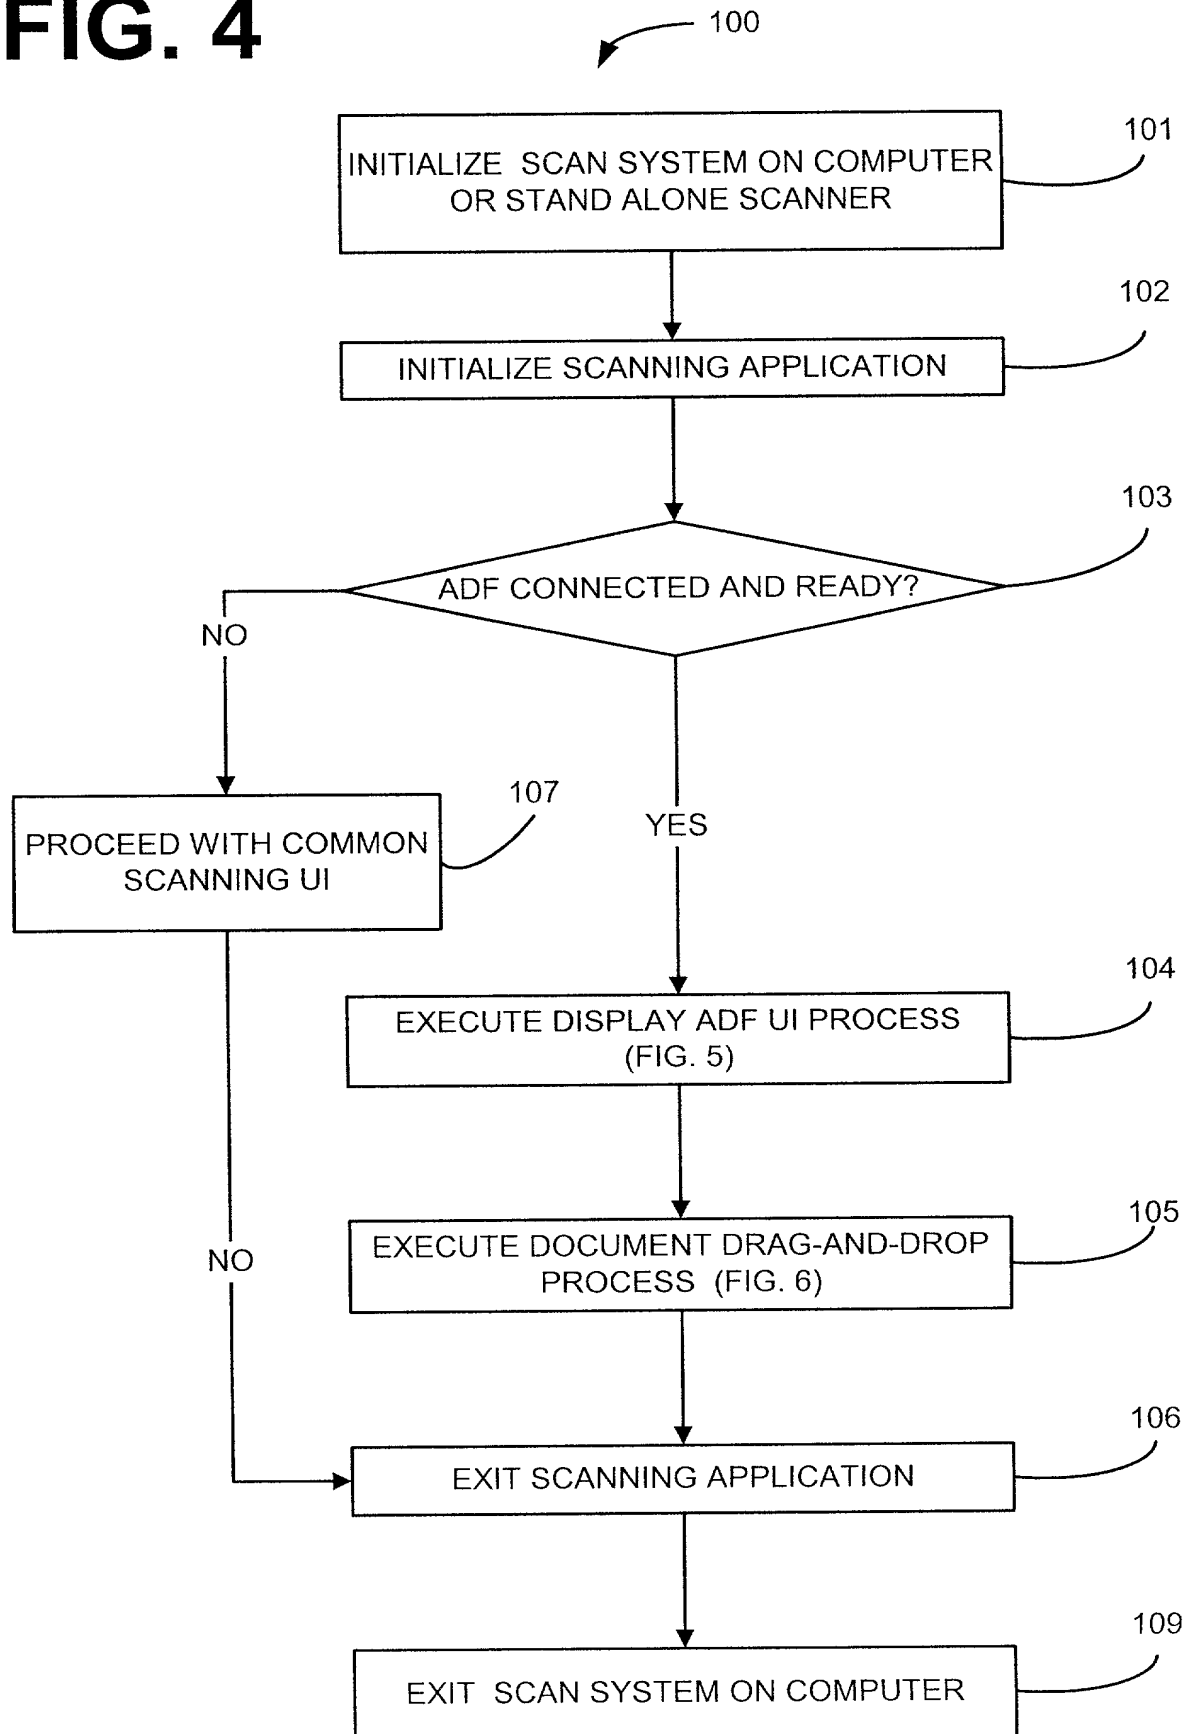 FIG. 4
100
INITIALIZE SCAN SYSTEM ON COMPUTER
OR STAND ALONE SCANNER
101
INITIALIZE SCANNING APPLICATION
102
ADF CONNECTED AND READY?
103
NO
YES
PROCEED WITH COMMON
SCANNING UI
107
EXECUTE DISPLAY ADF UI PROCESS
(FIG. 5)
104
EXECUTE DOCUMENT DRAG-AND-DROP
PROCESS (FIG. 6)
105
NO
EXIT SCANNING APPLICATION
106
EXIT SCAN SYSTEM ON COMPUTER
109